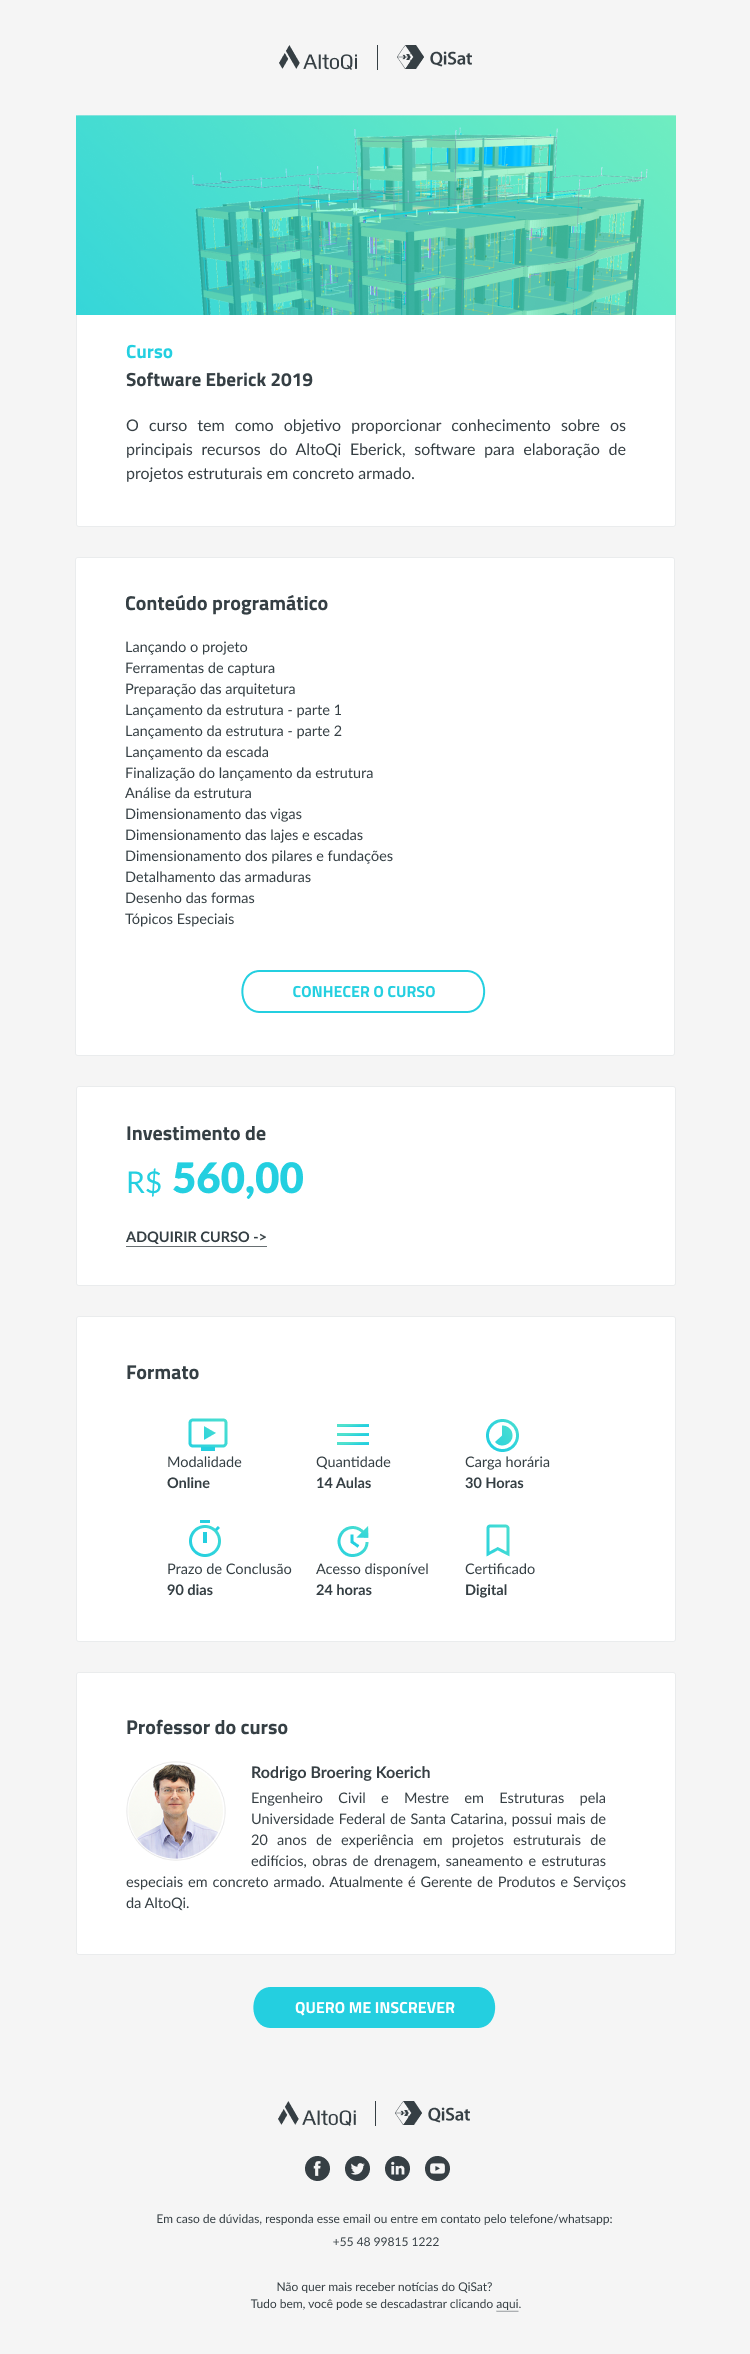 AltoQi | QiSat
Curso
Software Eberick 2019
O curso tem como objetivo proporcionar conhecimento sobre os
principais recursos do AltoQi Eberick, software para elaboração de
projetos estruturais em concreto armado.
Conteúdo programático
Lançando o projeto
Ferramentas de captura
Preparação das arquitetura
Lançamento da estrutura - parte 1
Lançamento da estrutura - parte 2
Lançamento da escada
Finalização do lançamento da estrutura
Análise da estrutura
Dimensionamento das vigas
Dimensionamento das lajes e escadas
Dimensionamento dos pilares e fundações
Detalhamento das armaduras
Desenho das formas
Tópicos Especiais
CONHECER O CURSO
Investimento de
R$ 560,00
ADQUIRIR CURSO ->
Formato
Modalidade Quantidade Carga horária
Online 14 Aulas 30 Horas
Prazo de Conclusão Acesso disponível Certificado
90 dias 24 horas Digital
Professor do curso
Rodrigo Broering Koerich
Engenheiro Civil e Mestre em Estruturas pela
Universidade Federal de Santa Catarina, possui mais de
20 anos de experiência em projetos estruturais de
edifícios, obras de drenagem, saneamento e estruturas
especiais em concreto armado. Atualmente é Gerente de Produtos e Serviços
da AltoQi.
QUERO ME INSCREVER
AltoQi | QiSat
Em caso de dúvidas, responda esse email ou entre em contato pelo telefone/whatsapp:
+55 48 99815 1222
Não quer mais receber notícias do QiSat?
Tudo bem, você pode se descadastrar clicando aqui.